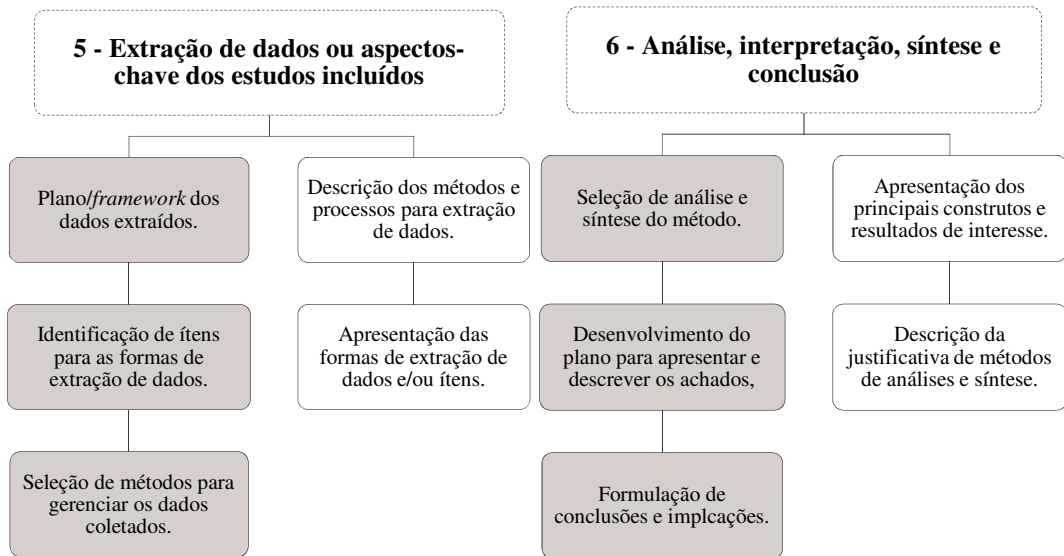 5 - Extração de dados ou aspectos-
chave dos estudos incluídos
Plano/framework dos
dados extraídos.
Descrição dos métodos e
processos para extração
de dados.
Identificação de ítens
para as formas de
extração de dados.
Apresentação das
formas de extração de
dados e/ou ítens.
Seleção de métodos para
gerenciar os dados
coletados.
6 - Análise, interpretação, síntese e
conclusão
Seleção de análise e
síntese do método.
Apresentação dos
principais construtos e
resultados de interesse.
Desenvolvimento do
plano para apresentar e
descrever os achados,
Descrição da
justificativa de métodos
de análises e síntese.
Formulação de
conclusões e implcações.